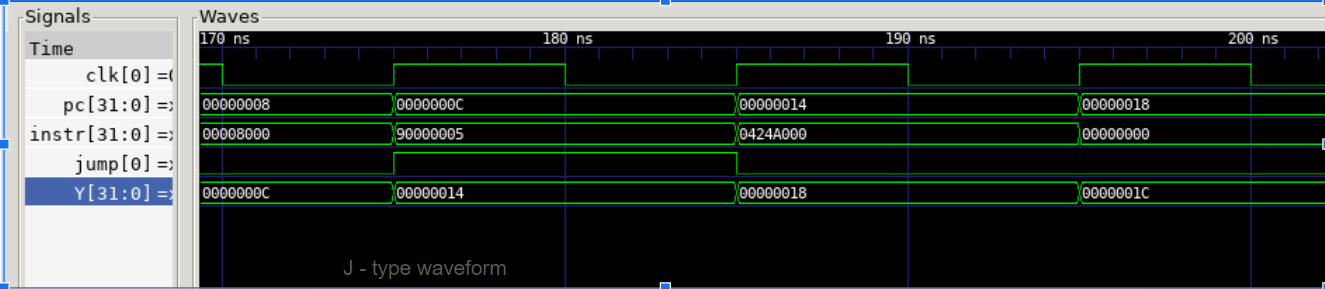 Signals
Waves
Time
170 ns 180 ns 190 ns 200 ns
clk[0] =0
pc[31:0] =x 00000008 0000000C 00000014 00000018
instr[31:0] =x 00008000 90000005 0424A000 00000000
jump[0] =x
Y[31:0] =x 0000000C 00000014 00000018 0000001C
J - type waveform